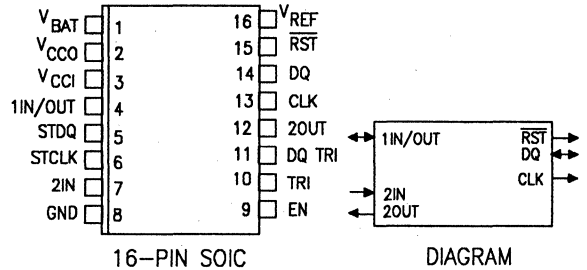 VBAT 1 16 VREF
VCCO 2 15 RST
VCCI 3 14 DQ
1IN/OUT 4 13 CLK
STDQ 5 12 2OUT
STCLK 6 11 DQ TRI
2IN 7 10 TRI
GND 8 9 EN
16-PIN SOIC
1IN/OUT RST
DQ
CLK
2IN
2OUT
DIAGRAM